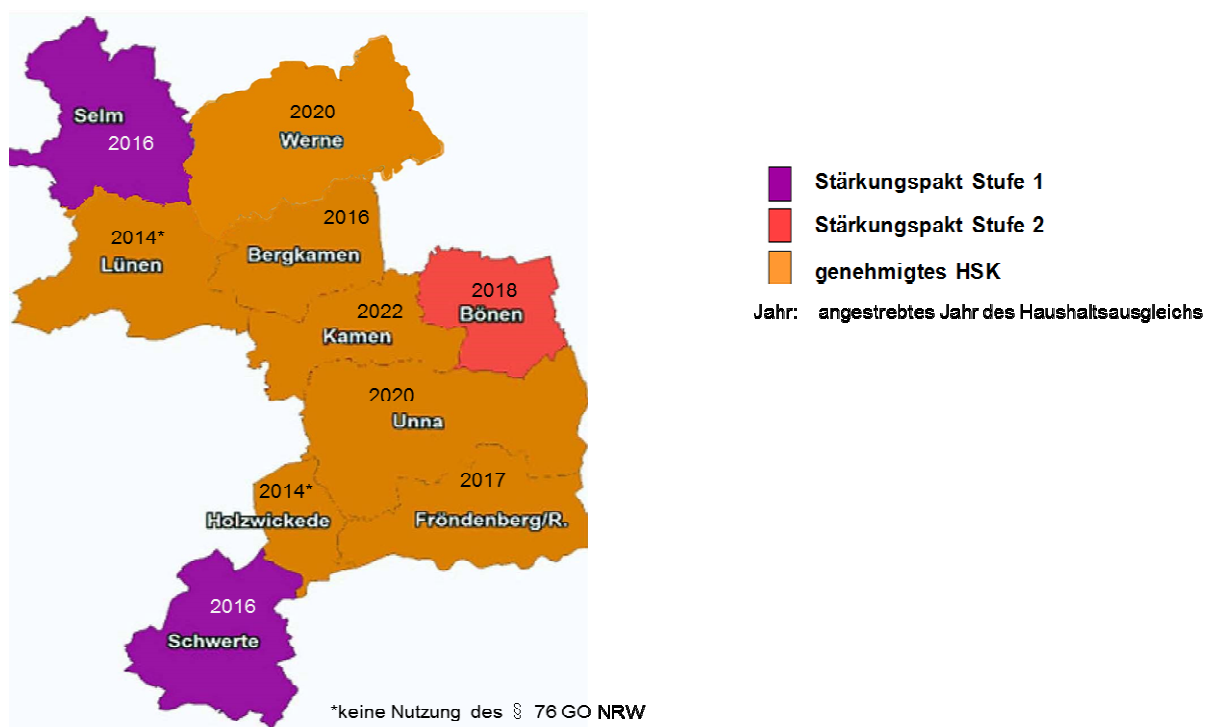 Selm
2016
2020
Werne
2016
Bergkamen
2014*
Lünen
2018
Bönen
2022
Kamen
2020
Unna
2017
Fröndenberg/R.
2014*
Holzwickede
2016
Schwerte
*keine Nutzung des § 76 GO NRW
Stärkungspakt Stufe 1
Stärkungspakt Stufe 2
genehmigtes HSK
Jahr: angestrebtes Jahr des Haushaltsausgleichs